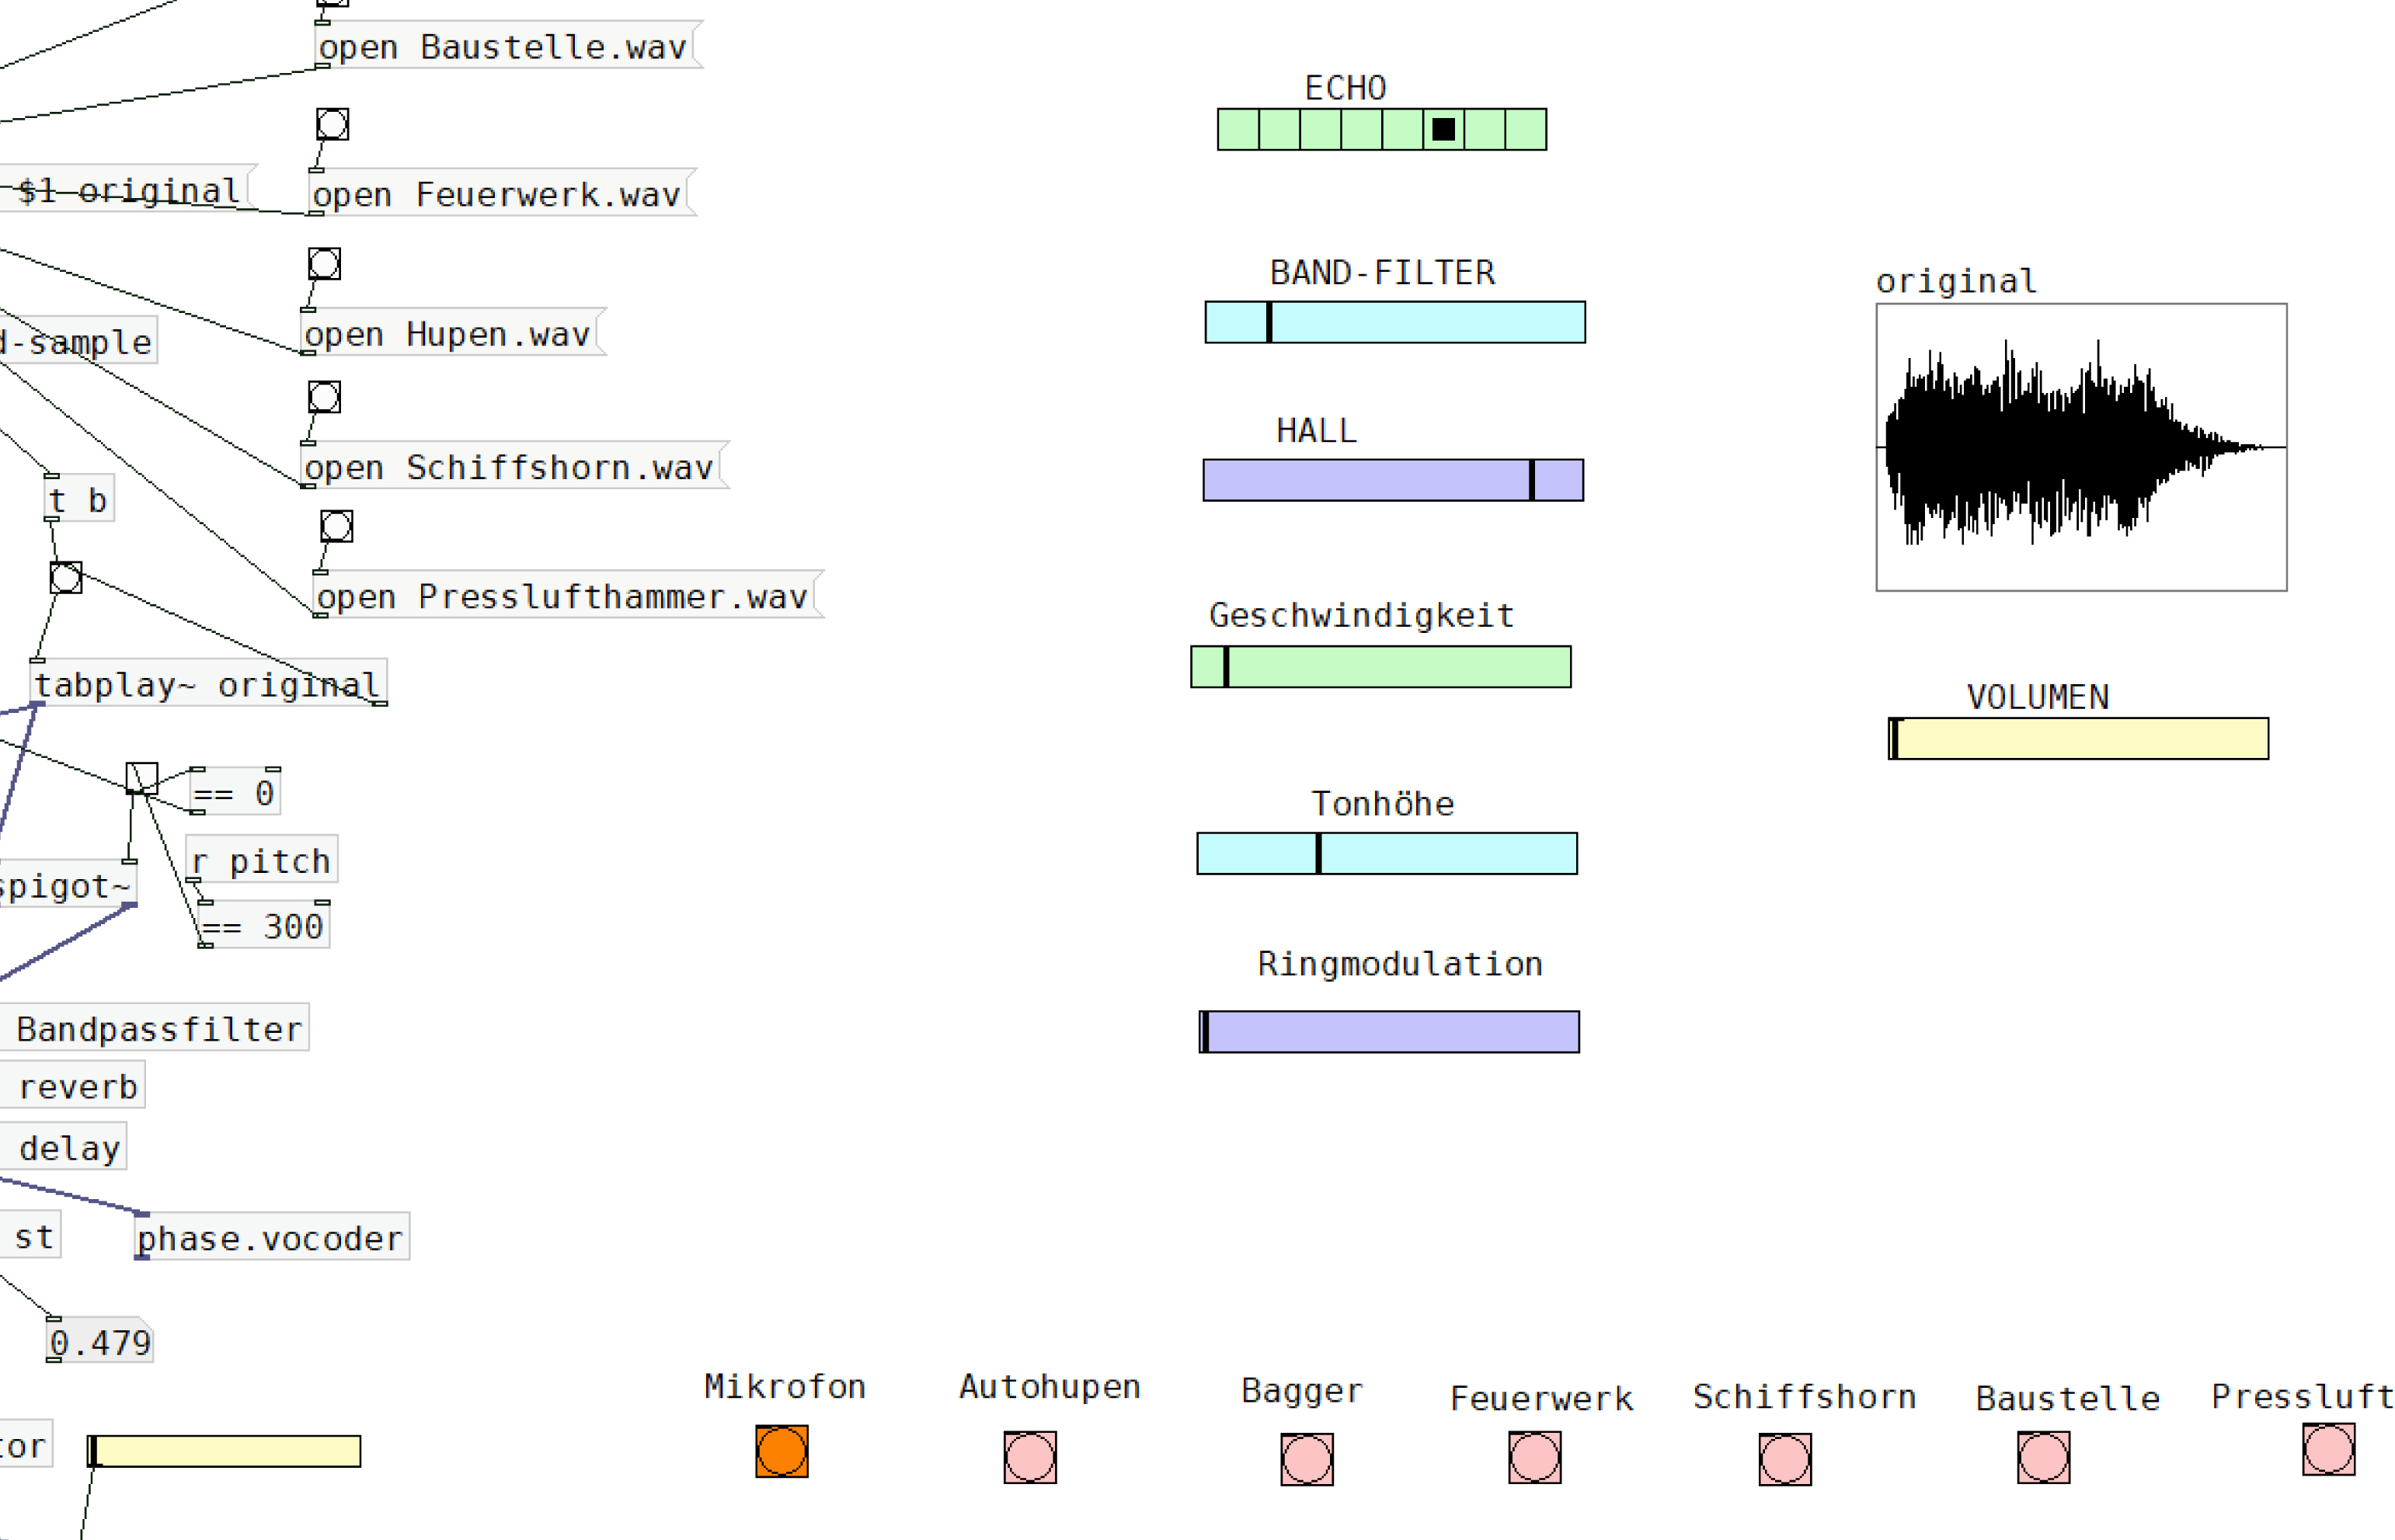 open Baustelle.wav
$1 original
open Feuerwerk.wav
open Hupen.wav
d-sample
open Schiffshorn.wav
t b
open Presslufthammer.wav
tabplay~ original
== 0
r pitch
spigot~
== 300
Bandpassfilter
reverb
delay
st
phase.vocoder
0.479
tor
ECHO
BAND-FILTER
HALL
Geschwindigkeit
Tonhöhe
Ringmodulation
original
VOLUMEN
Mikrofon
Autohupen
Bagger
Feuerwerk
Schiffshorn
Baustelle
Pressluft